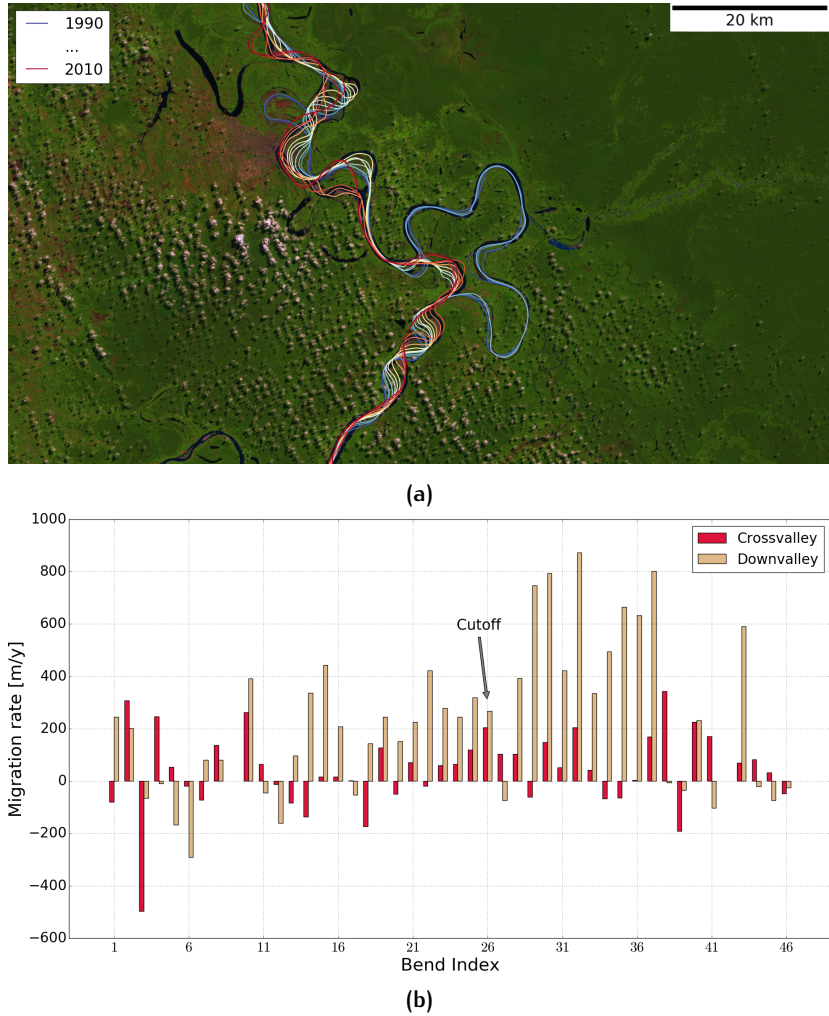 1990
...
2010
20 km
(a)
1000
800
600
400
200
0
−200
−400
−600
Migration rate [m/y]
Crossvalley
Downvalley
Cutoff
1 6 11 16 21 26 31 36 41 46
Bend Index
(b)